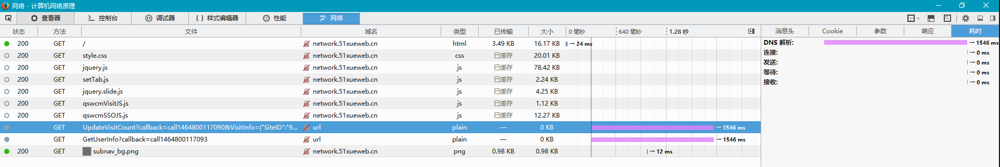 网络 - 计算机网络原理
查看器 控制台 调试器 { } 样式编辑器 性能 网络
状态 方法 文件 域名 类型 已传输 大小 0 毫秒 640 毫秒 1.28 秒 消息头 Cookie 参数 响应 耗时
200 GET / network.51xueweb.cn html 3.49 KB 16.17 KB → 24 ms
200 GET style.css network.51xueweb.cn css 已缓存 20.01 KB
200 GET jquery.js network.51xueweb.cn js 已缓存 78.42 KB
200 GET setTab.js network.51xueweb.cn js 已缓存 2.24 KB
200 GET jquery.slide.js network.51xueweb.cn js 已缓存 4.25 KB
200 GET qswcmVisitJS.js network.51xueweb.cn js 已缓存 1.12 KB
200 GET qswcmSSOJS.js network.51xueweb.cn js 已缓存 12.27 KB
GET UpdateVisitCount?callback=call1464800117090&VisitInfo={"SiteID":"9... url plain — 0 KB → 1546 ms
GET GetUserInfo?callback=call1464800117093 url plain — 0 KB → 1546 ms
200 GET subnav_bg.png network.51xueweb.cn png 0.98 KB 0.98 KB → 12 ms
DNS 解析: → 1546 ms
连接: → 0 ms
发送: → 0 ms
等待: → 0 ms
接收: → 0 ms